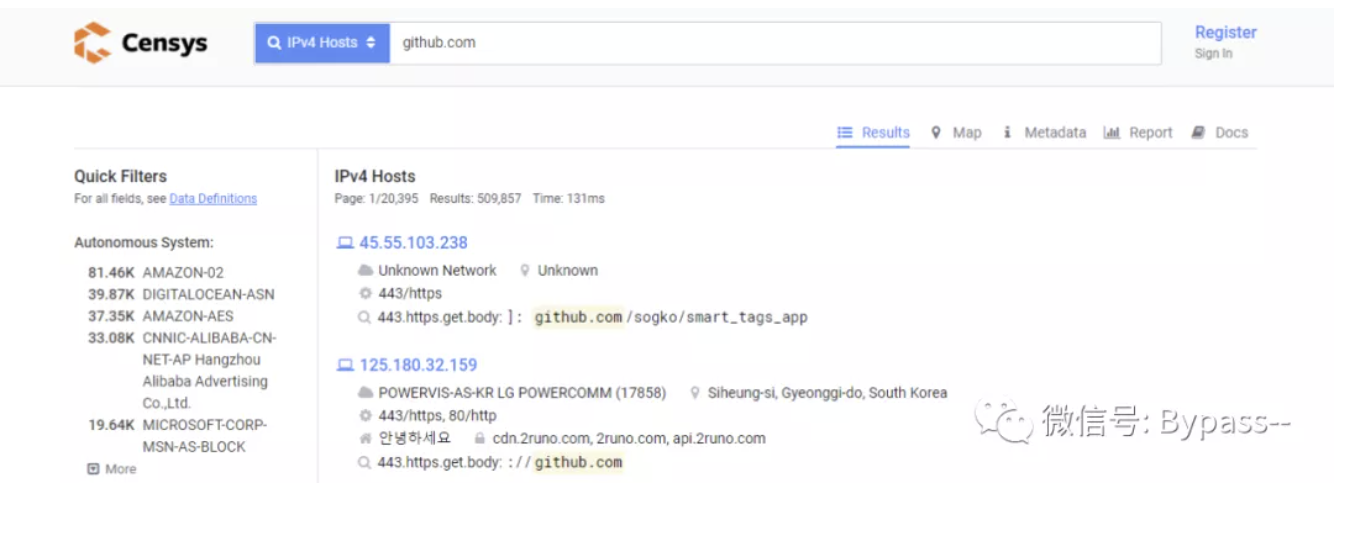 Censys
IPv4 Hosts
github.com
Register
Sign In
Results
Map
Metadata
Report
Docs
Quick Filters
For all fields, see Data Definitions
Autonomous System:
81.46K AMAZON-02
39.87K DIGITALOCEAN-ASN
37.35K AMAZON-AES
33.08K CNNIC-ALIBABA-CN-
NET-AP Hangzhou
Alibaba Advertising
Co.,Ltd.
19.64K MICROSOFT-CORP-
MSN-AS-BLOCK
More
IPv4 Hosts
Page: 1/20,395 Results: 509,857 Time: 131ms
45.55.103.238
Unknown Network Unknown
443/https
443.https.get.body: ]: github.com/sogko/smart_tags_app
125.180.32.159
POWERVIS-AS-KR LG POWERCOMM (17858) Siheung-si, Gyeonggi-do, South Korea
443/https, 80/http
안녕하세요 cdn.2runo.com, 2runo.com, api.2runo.com
443.https.get.body: ://github.com
微信号: Bypass--